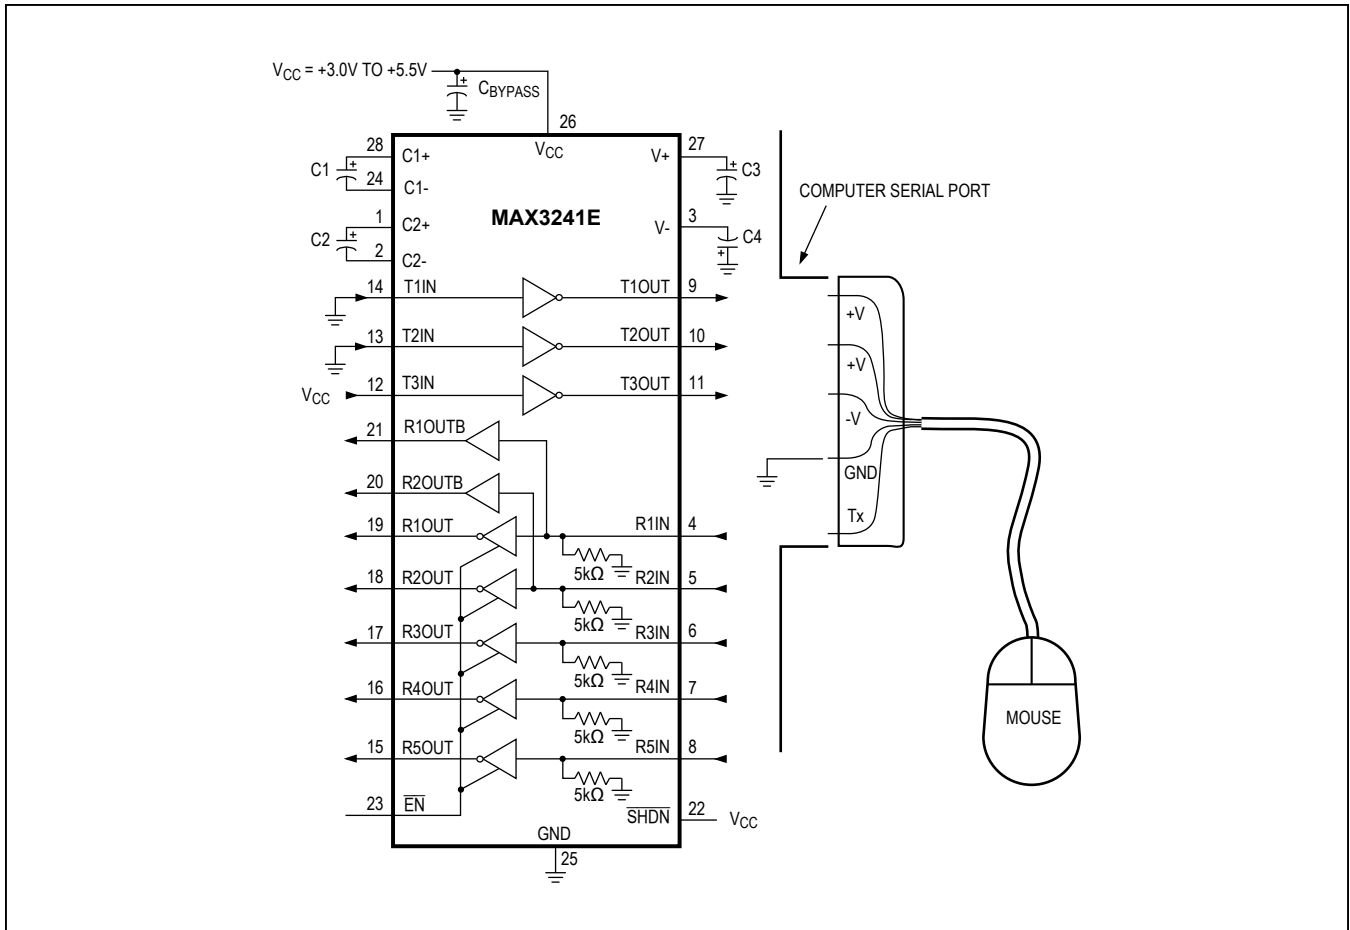 VCC = +3.0V TO +5.5V
+
CBYPASS
26
VCC
28
C1+
C1
+
24
C1-
1
C2+
C2
+
2
C2-
MAX3241E
27
V+
+
C3
3
V-
C4
+
COMPUTER SERIAL PORT
14 T1IN T1OUT 9
13 T2IN T2OUT 10
VCC 12 T3IN T3OUT 11
21 R1OUTB
20 R2OUTB
19 R1OUT R1IN 4
5kΩ
18 R2OUT R2IN 5
5kΩ
17 R3OUT R3IN 6
5kΩ
16 R4OUT R4IN 7
5kΩ
15 R5OUT R5IN 8
5kΩ
23 EN
SHDN 22 VCC
GND
25
+V
+V
-V
GND
Tx
MOUSE